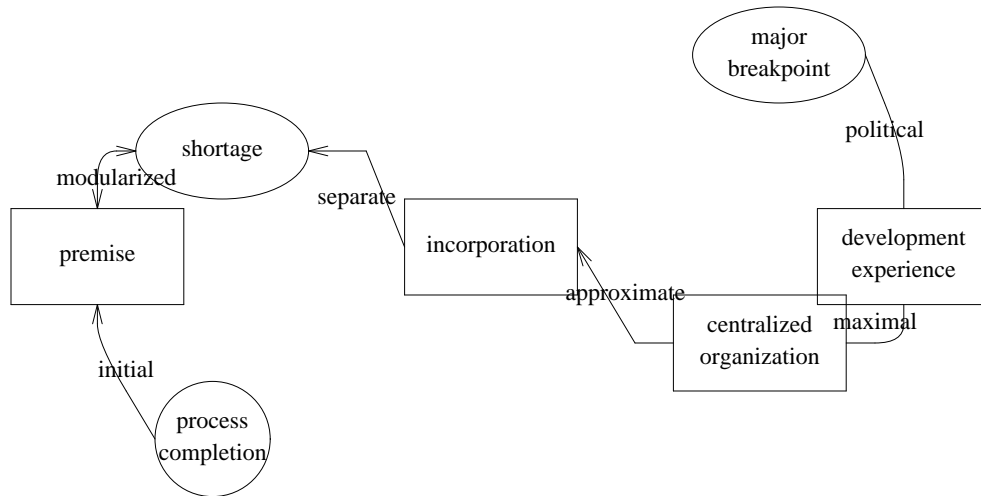 major
breakpoint
political
shortage
modularized
separate
premise
incorporation
development
experience
approximate
centralized
organization
maximal
initial
process
completion